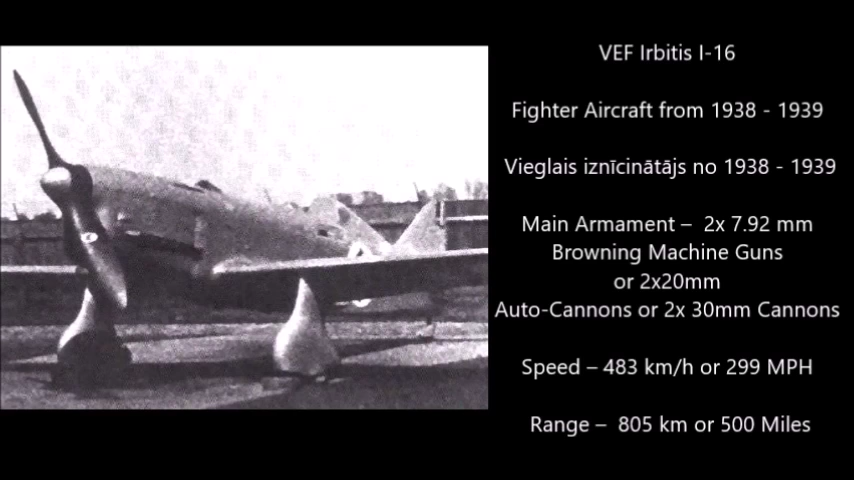 VEF Irbitis I-16
Fighter Aircraft from 1938 - 1939
Vieglais iznīcinātājs no 1938 - 1939
Main Armament – 2x 7.92 mm
Browning Machine Guns
or 2x20mm
Auto-Cannons or 2x 30mm Cannons
Speed – 483 km/h or 299 MPH
Range – 805 km or 500 Miles